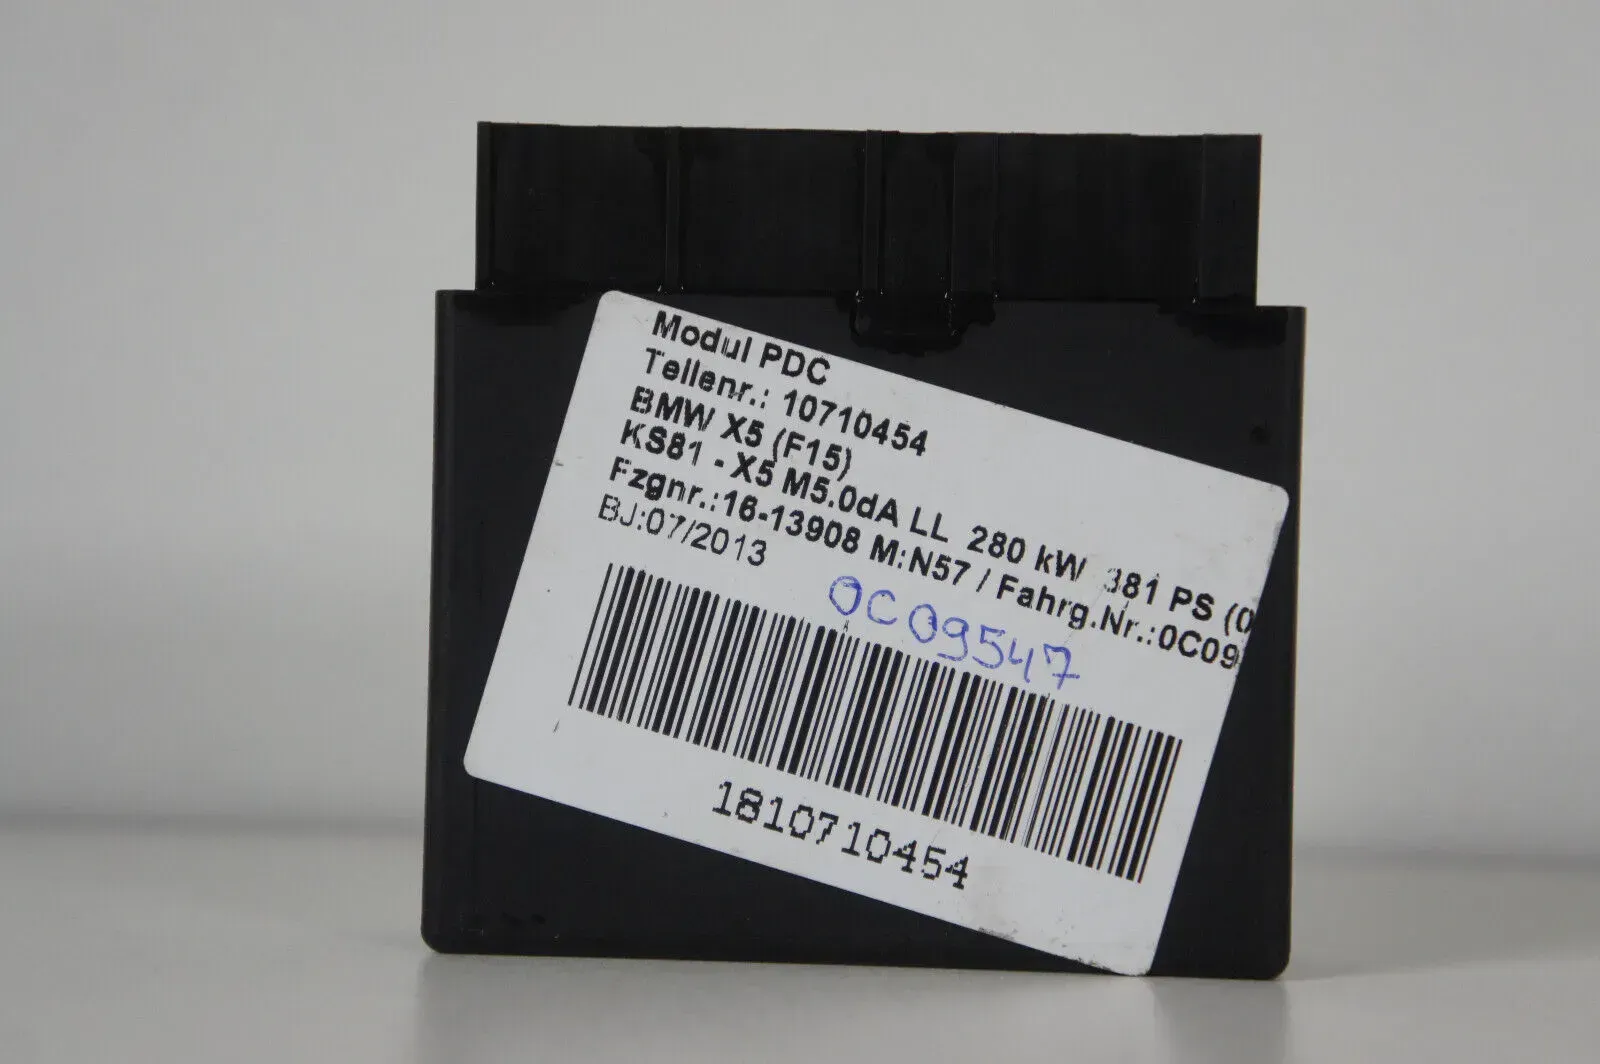 Modul PDC
Teilenr.: 10710454
BMW X5 (F15)
KS81 - X5 M5.0dA LL 280 kW 381 PS (0
Fzgnr.:16-13908 M:N57 / Fahrg.Nr.:0C09
BJ:07/2013
0C09547
1810710454